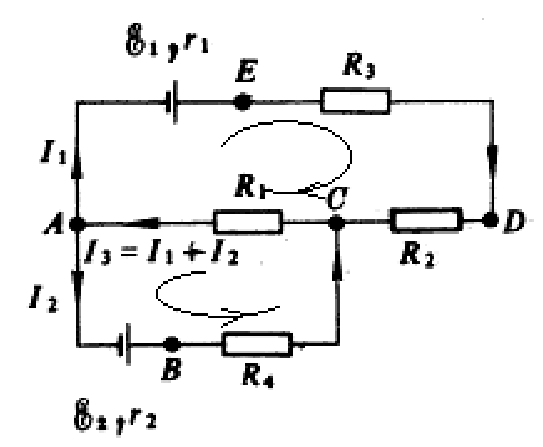 ℰ₁, r₁
E
R₃
I₁
R₁
C
A
D
I₃ = I₁ + I₂
R₂
I₂
B
R₄
ℰ₂, r₂